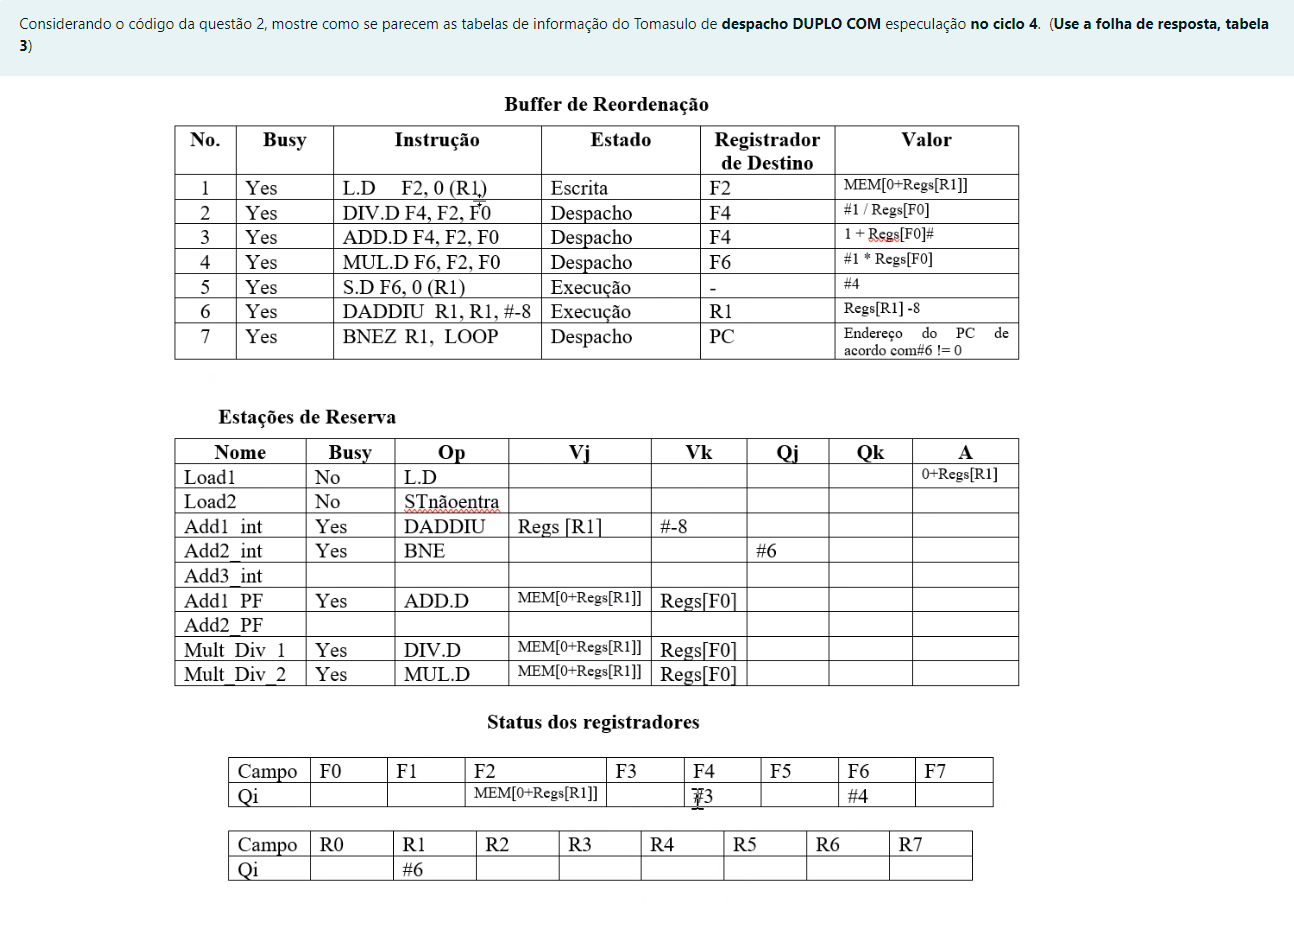 Considerando o código da questão 2, mostre como se parecem as tabelas de informação do Tomasulo de despacho DUPLO COM especulação no ciclo 4. (Use a folha de resposta, tabela
3)
Buffer de Reordenação
No. Busy Instrução Estado Registrador de Destino Valor
1 Yes L.D F2, 0 (R1) Escrita F2 MEM[0+Regs[R1]]
2 Yes DIV.D F4, F2, F0 Despacho F4 #1 / Regs[F0]
3 Yes ADD.D F4, F2, F0 Despacho F4 1 + Regs[F0]#
4 Yes MUL.D F6, F2, F0 Despacho F6 #1 * Regs[F0]
5 Yes S.D F6, 0 (R1) Execução - #4
6 Yes DADDIU R1, R1, #-8 Execução R1 Regs[R1] -8
7 Yes BNEZ R1, LOOP Despacho PC Endereço do PC de
acordo com#6 != 0
Estações de Reserva
Nome Busy Op Vj Vk Qj Qk A
Load1 No L.D 0+Regs[R1]
Load2 No STnãoentra
Add1_int Yes DADDIU Regs [R1] #-8
Add2_int Yes BNE #6
Add3_int
Add1_PF Yes ADD.D MEM[0+Regs[R1]] Regs[F0]
Add2_PF
Mult_Div_1 Yes DIV.D MEM[0+Regs[R1]] Regs[F0]
Mult_Div_2 Yes MUL.D MEM[0+Regs[R1]] Regs[F0]
Status dos registradores
Campo F0 F1 F2 F3 F4 F5 F6 F7
Qi MEM[0+Regs[R1]] #3 #4
Campo R0 R1 R2 R3 R4 R5 R6 R7
Qi #6